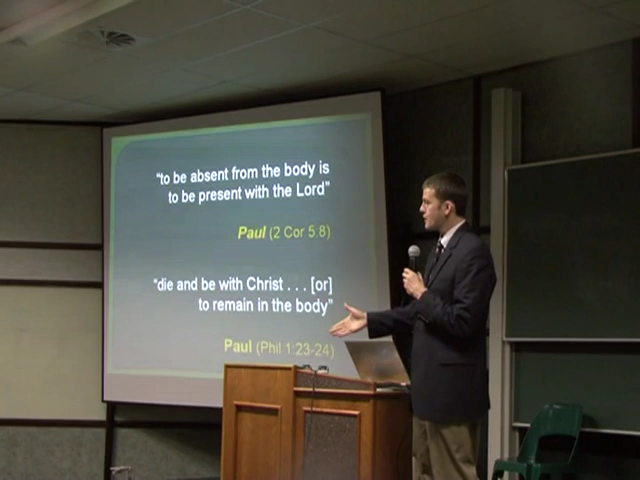 “to be absent from the body is
to be present with the Lord”
Paul (2 Cor 5:8)
“die and be with Christ . . . [or]
to remain in the body”
Paul (Phil 1:23-24)